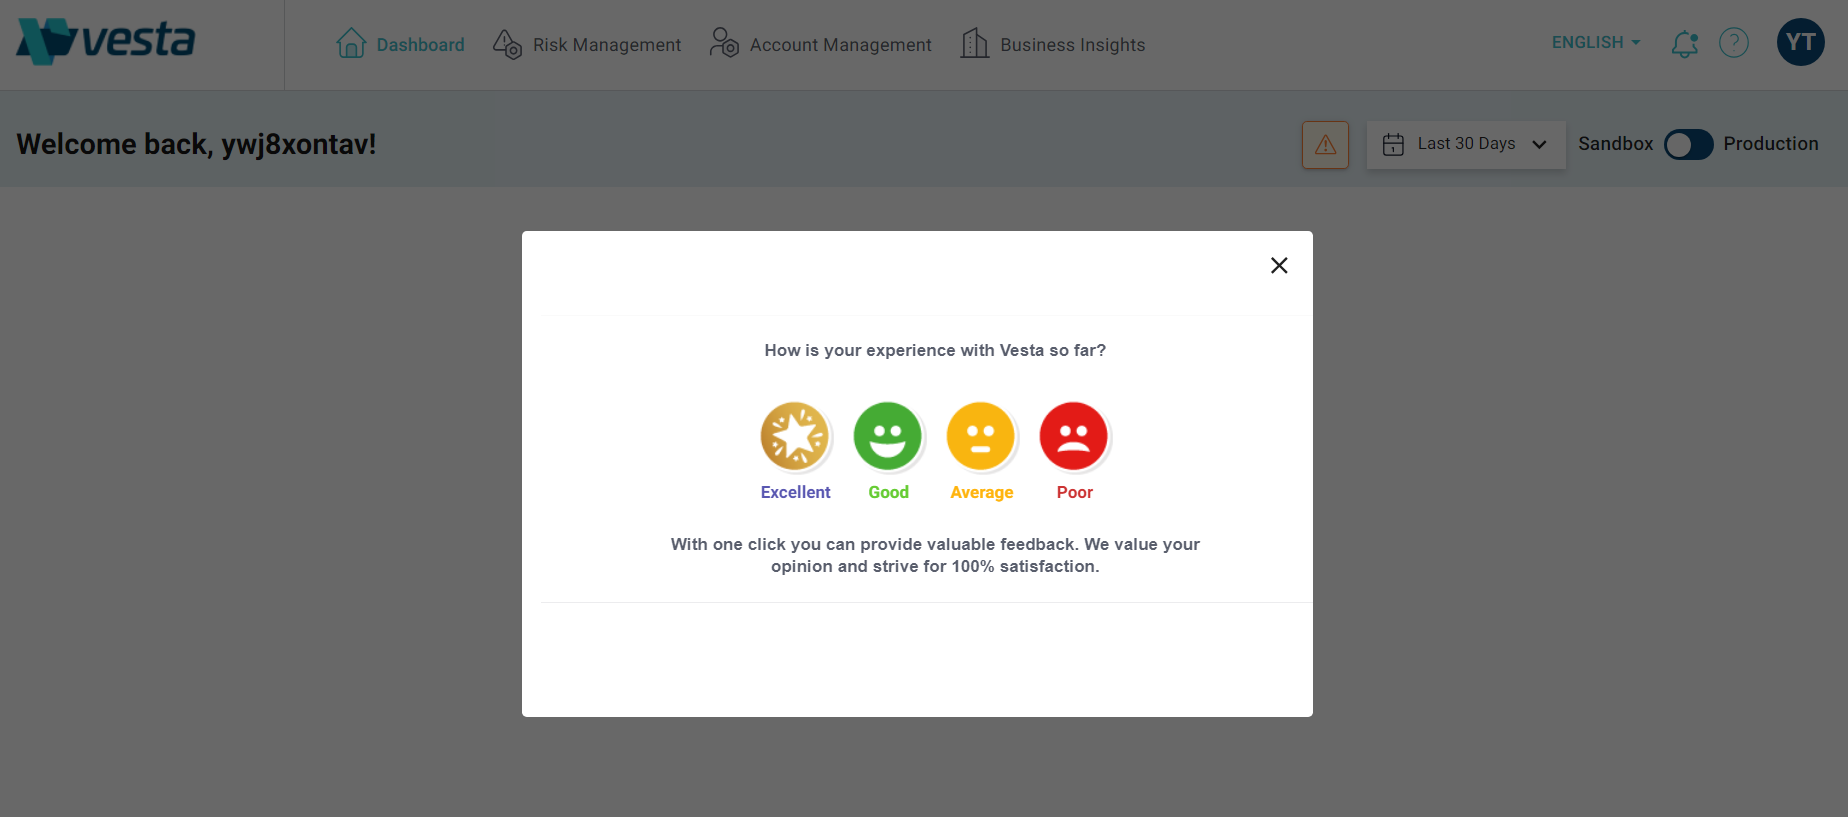 vesta
Dashboard
Risk Management
Account Management
Business Insights
ENGLISH
?
YT
Welcome back, ywj8xontav!
1
Last 30 Days
Sandbox
Production
How is your experience with Vesta so far?
Excellent
Good
Average
Poor
With one click you can provide valuable feedback. We value your
opinion and strive for 100% satisfaction.